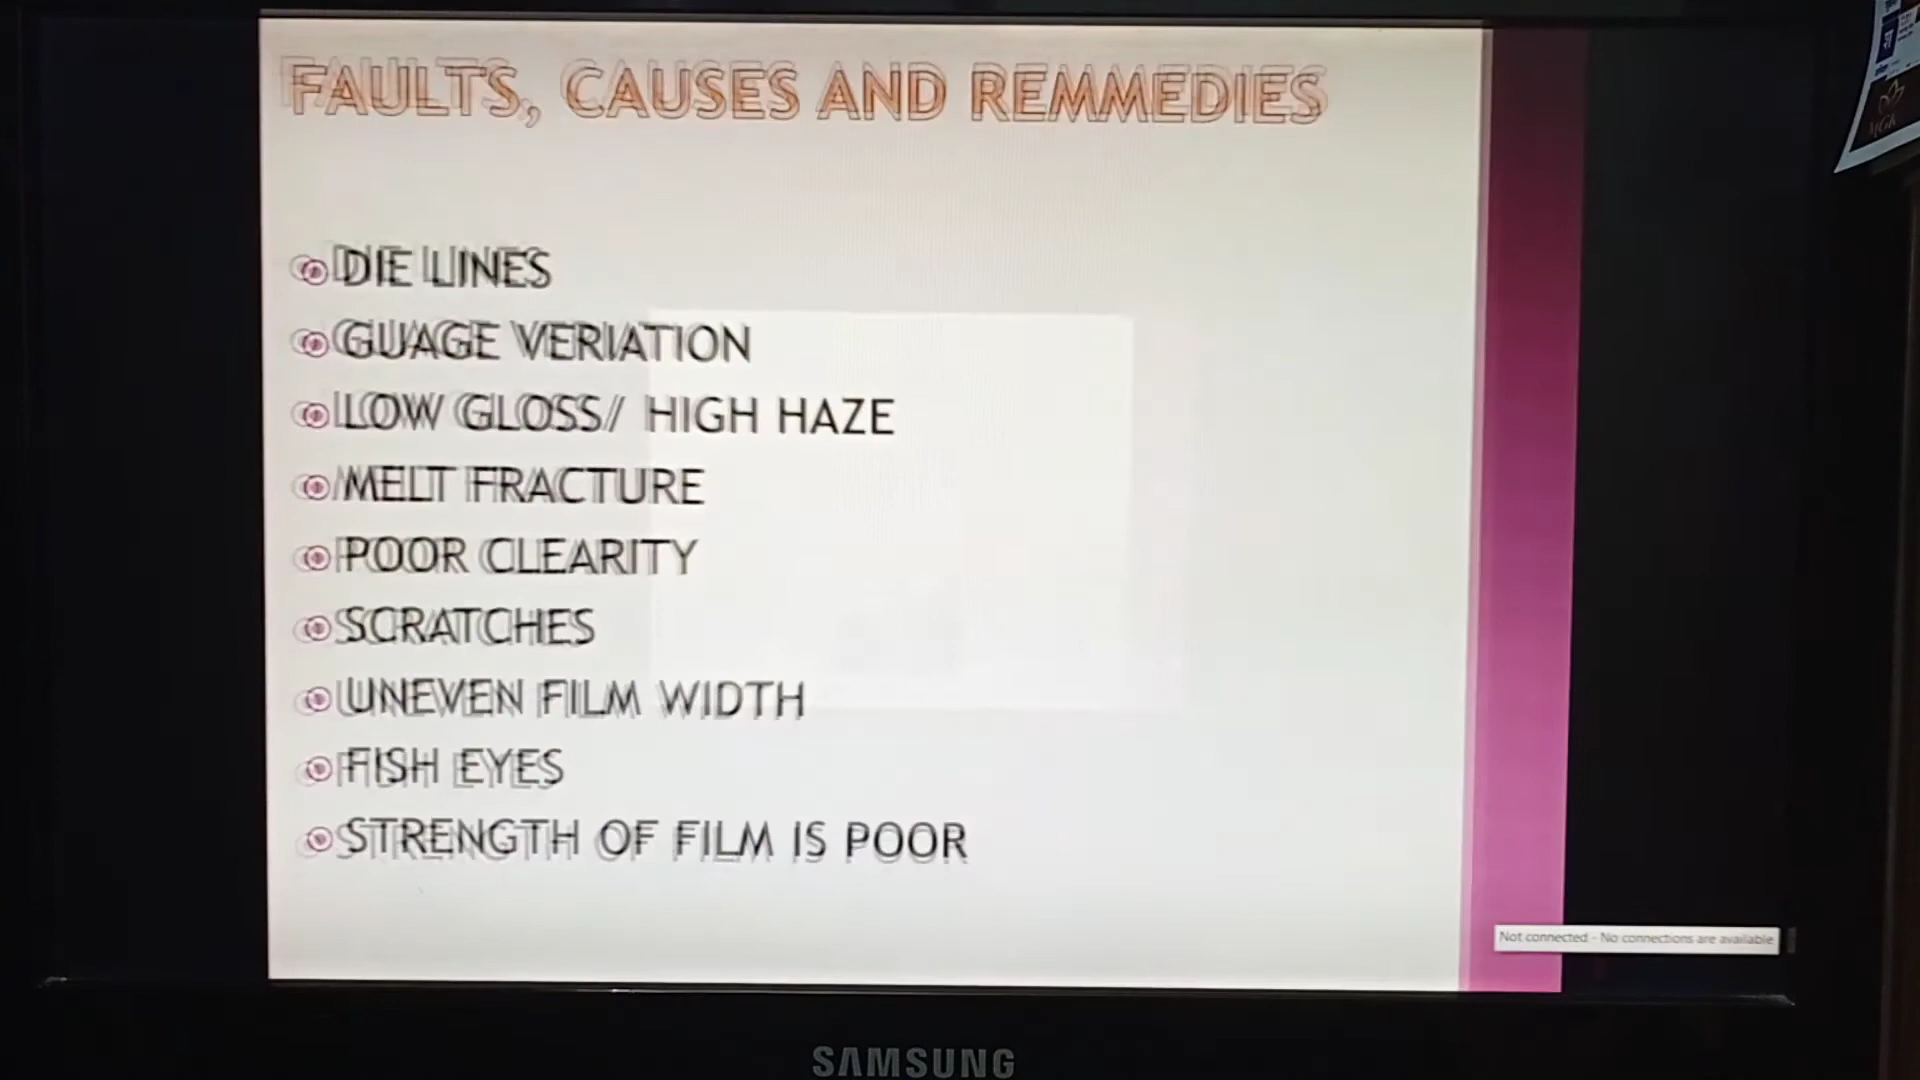 FAULTS, CAUSES AND REMMEDIES
DIE LINES
GUAGE VERIATION
LOW GLOSS/ HIGH HAZE
MELT FRACTURE
POOR CLEARITY
SCRATCHES
UNEVEN FILM WIDTH
FISH EYES
STRENGTH OF FILM IS POOR
Not connected - No connections are available
SAMSUNG
MGA